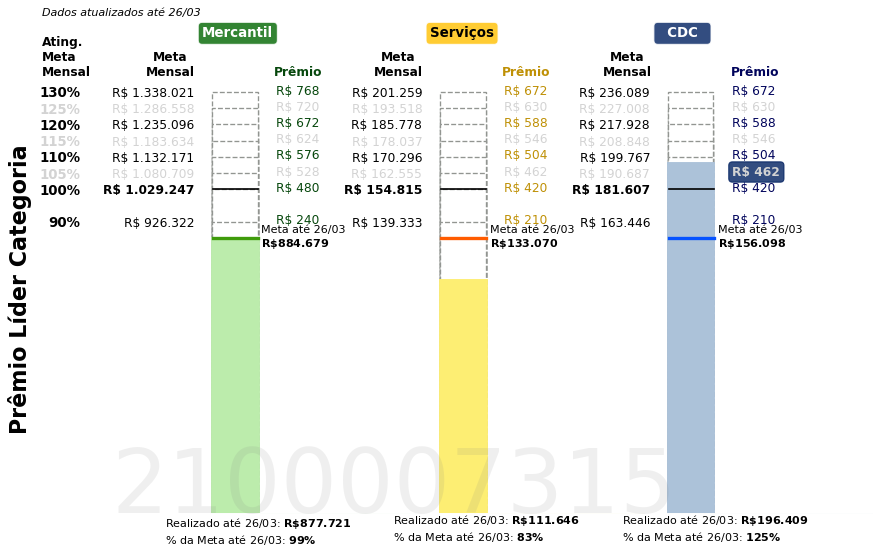 Dados atualizados até 26/03
Mercantil Serviços CDC
Ating. Meta Mensal Meta Mensal Prêmio Meta Mensal Prêmio Meta Mensal Prêmio
130% R$ 1.338.021 R$ 768 R$ 201.259 R$ 672 R$ 236.089 R$ 672
125% R$ 1.286.558 R$ 720 R$ 193.518 R$ 630 R$ 227.008 R$ 630
120% R$ 1.235.096 R$ 672 R$ 185.778 R$ 588 R$ 217.928 R$ 588
115% R$ 1.183.634 R$ 624 R$ 178.037 R$ 546 R$ 208.848 R$ 546
110% R$ 1.132.171 R$ 576 R$ 170.296 R$ 504 R$ 199.767 R$ 504
105% R$ 1.080.709 R$ 528 R$ 162.555 R$ 462 R$ 190.687 R$ 462
100% R$ 1.029.247 R$ 480 R$ 154.815 R$ 420 R$ 181.607 R$ 420
90% R$ 926.322 R$ 240 R$ 139.333 R$ 210 R$ 163.446 R$ 210
Meta até 26/03 Meta até 26/03 Meta até 26/03
R$884.679 R$133.070 R$156.098
Prêmio Líder Categoria
2100007315
Realizado até 26/03: R$877.721 Realizado até 26/03: R$111.646 Realizado até 26/03: R$196.409
% da Meta até 26/03: 99% % da Meta até 26/03: 83% % da Meta até 26/03: 125%